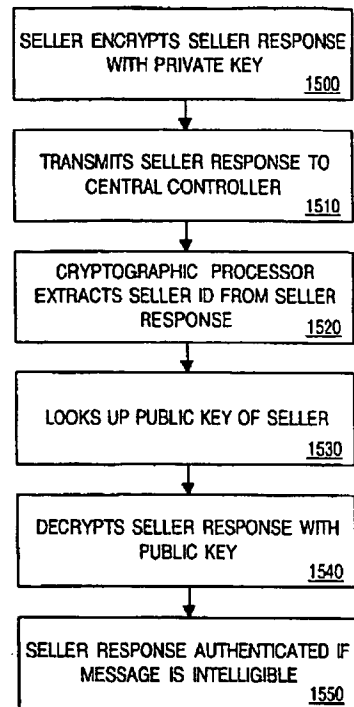 SELLER ENCRYPTS SELLER RESPONSE
WITH PRIVATE KEY
1500
TRANSMITS SELLER RESPONSE TO
CENTRAL CONTROLLER
1510
CRYPTOGRAPHIC PROCESSOR
EXTRACTS SELLER ID FROM SELLER
RESPONSE
1520
LOOKS UP PUBLIC KEY OF SELLER
1530
DECRYPTS SELLER RESPONSE WITH
PUBLIC KEY
1540
SELLER RESPONSE AUTHENTICATED IF
MESSAGE IS INTELLIGIBLE
1550